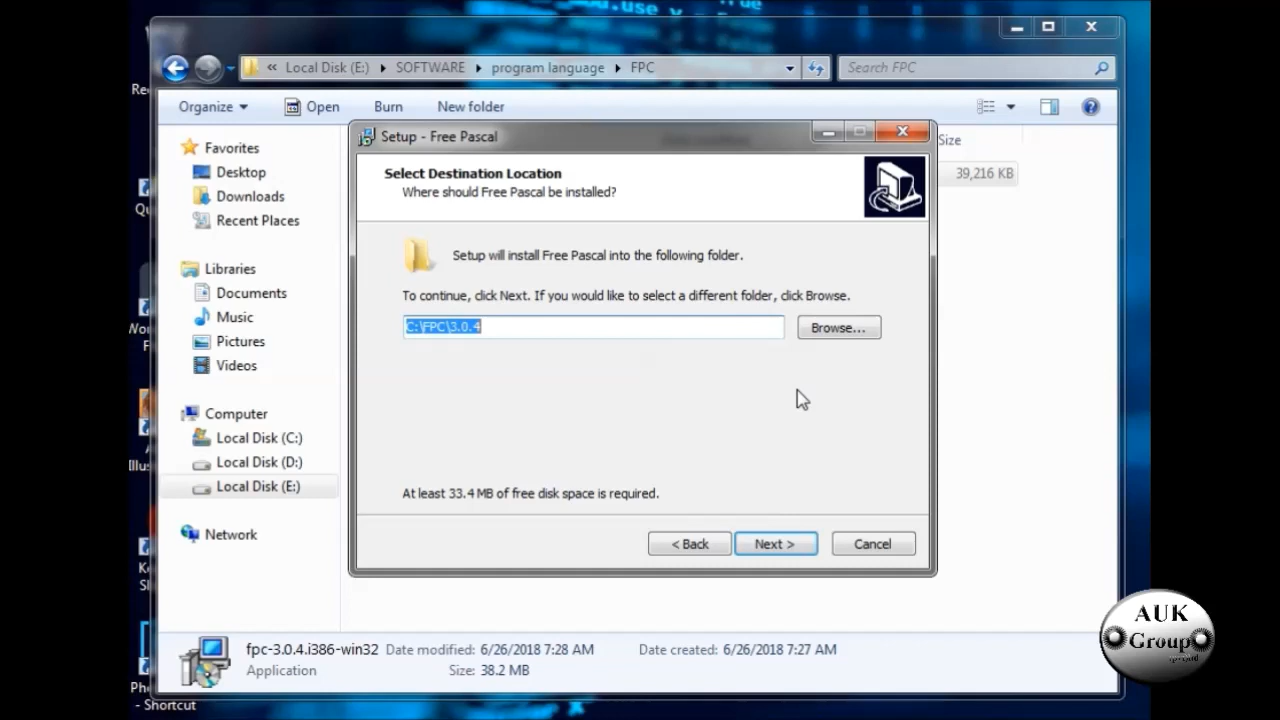 .use
Local Disk (E:) SOFTWARE program language FPC
Search FPC
Organize Open Burn New folder
Size
39,216 KB
Favorites
Desktop
Downloads
Recent Places
Libraries
Documents
Music
Pictures
Videos
Computer
Local Disk (C:)
Local Disk (D:)
Local Disk (E:)
Network
Setup - Free Pascal
Select Destination Location
Where should Free Pascal be installed?
Setup will install Free Pascal into the following folder.
To continue, click Next. If you would like to select a different folder, click Browse.
C:\FPC\3.0.4
Browse...
At least 33.4 MB of free disk space is required.
< Back
Next >
Cancel
fpc-3.0.4.i386-win32 Date modified: 6/26/2018 7:28 AM Date created: 6/26/2018 7:27 AM
Application Size: 38.2 MB
- Shortcut
AUK
Group